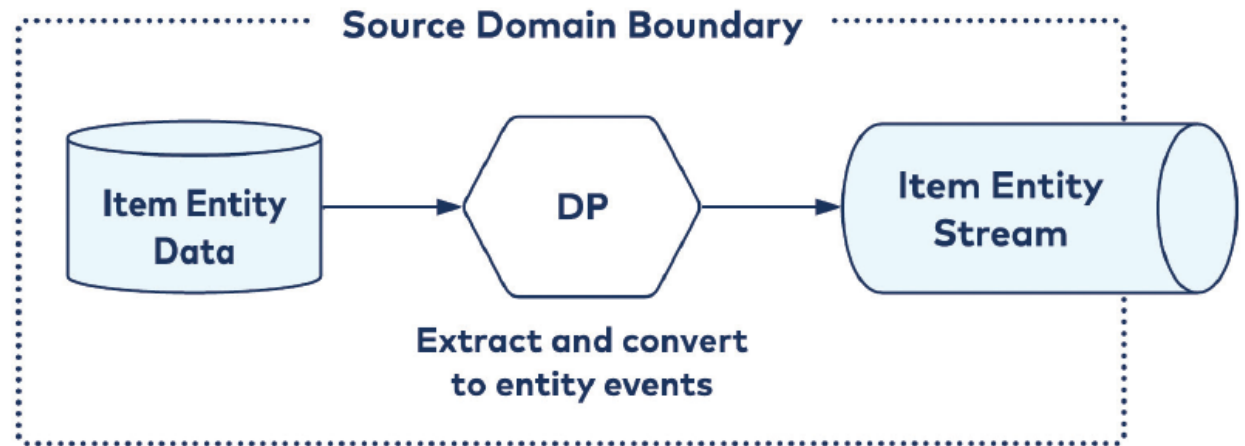 Source Domain Boundary
Item Entity
Data
DP
Item Entity
Stream
Extract and convert
to entity events